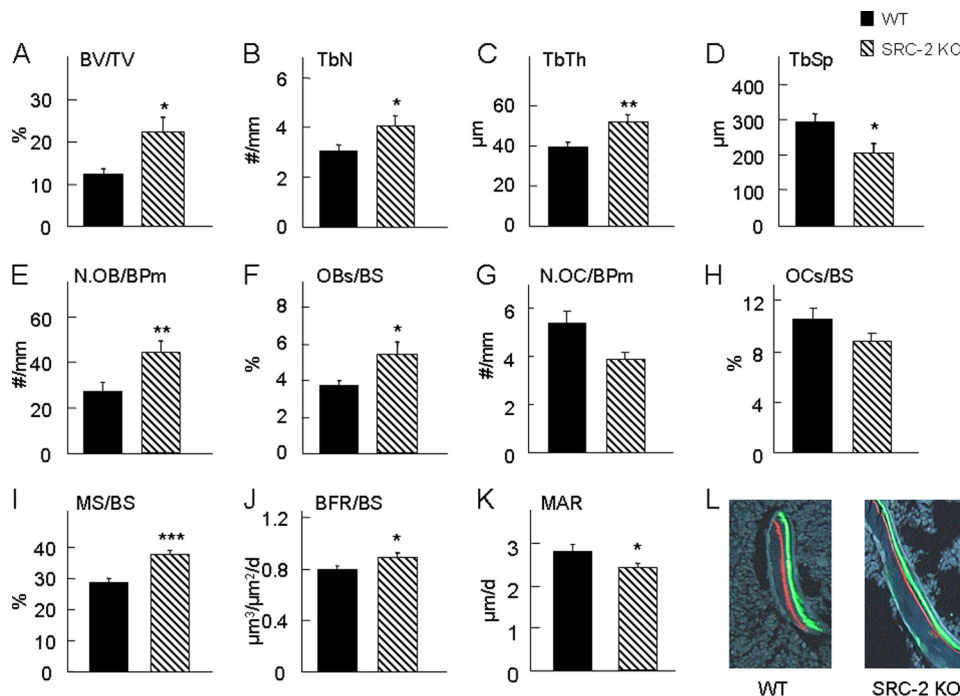 WT
SRC-2 KO
A
BV/TV
30
20
10
0
%
*
B
TbN
6
4
2
0
#/mm
*
C
TbTh
60
40
20
0
µm
**
D
TbSp
400
300
200
100
0
µm
*
E
N.OB/BPm
60
40
20
0
#/mm
**
F
OBs/BS
8
6
4
2
0
%
*
G
N.OC/BPm
6
4
2
0
#/mm
H
OCs/BS
12
8
4
0
%
I
MS/BS
40
30
20
10
0
%
***
J
BFR/BS
1.2
0.8
0.4
0
µm³/µm²/d
*
K
MAR
3
2
1
0
µm/d
*
L
WT
SRC-2 KO